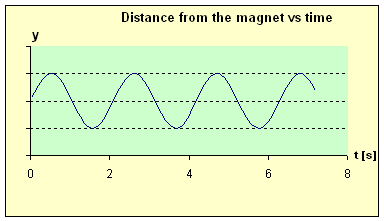 Distance from the magnet vs time
y
t [s]
0 2 4 6 8